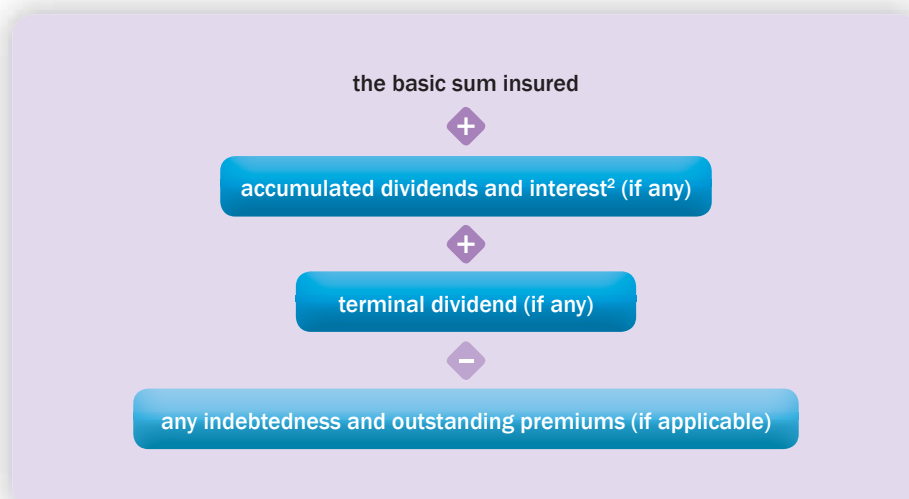 the basic sum insured
+
accumulated dividends and interest² (if any)
+
terminal dividend (if any)
−
any indebtedness and outstanding premiums (if applicable)